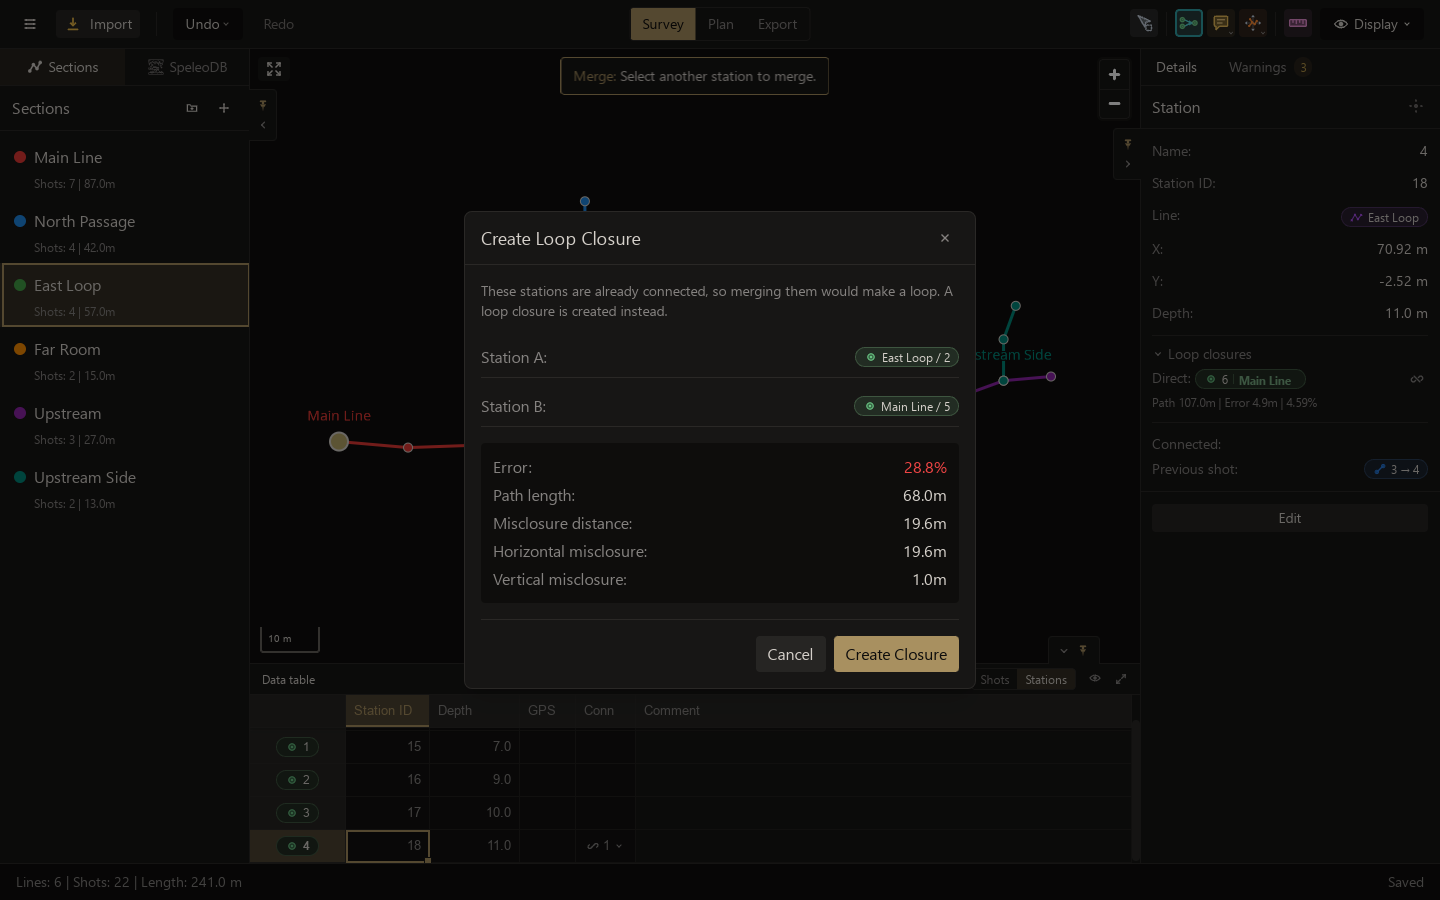 Import
Undo
Redo
Survey
Plan
Export
Display
Sections
SpeleoDB
Merge: Select another station to merge.
Details
Warnings 3
Sections
Main Line
Shots: 7 | 87.0m
North Passage
Shots: 4 | 42.0m
East Loop
Shots: 4 | 57.0m
Far Room
Shots: 2 | 15.0m
Upstream
Shots: 3 | 27.0m
Upstream Side
Shots: 2 | 13.0m
Main Line
stream Side
10 m
Create Loop Closure
These stations are already connected, so merging them would make a loop. A
loop closure is created instead.
Station A: East Loop / 2
Station B: Main Line / 5
Error: 28.8%
Path length: 68.0m
Misclosure distance: 19.6m
Horizontal misclosure: 19.6m
Vertical misclosure: 1.0m
Cancel
Create Closure
Station
Name: 4
Station ID: 18
Line: East Loop
X: 70.92 m
Y: -2.52 m
Depth: 11.0 m
Loop closures
Direct: 6 Main Line
Path 107.0m | Error 4.9m | 4.59%
Connected:
Previous shot: 3 → 4
Edit
Data table
Shots
Stations
Station ID Depth GPS Conn Comment
1 15 7.0
2 16 9.0
3 17 10.0
4 18 11.0 1
Lines: 6 | Shots: 22 | Length: 241.0 m
Saved